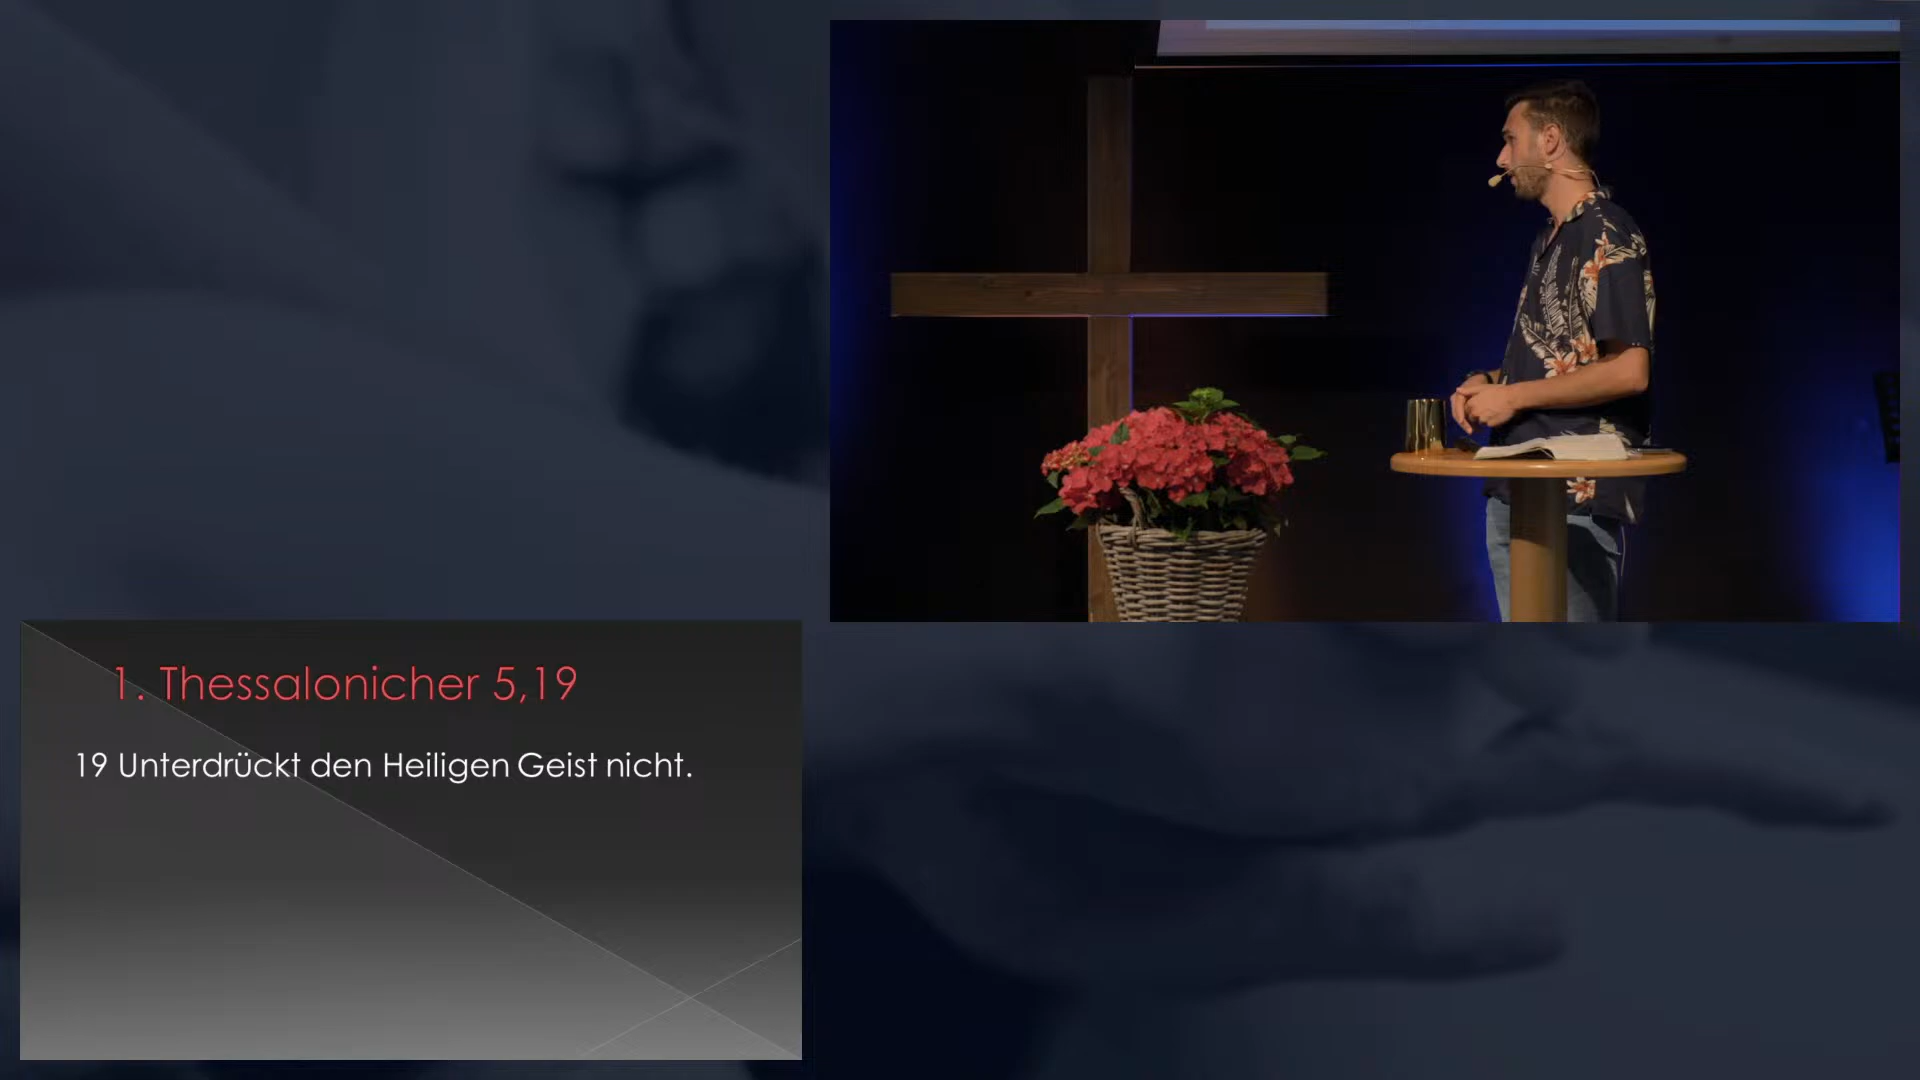 1. Thessalonicher 5,19
19 Unterdrückt den Heiligen Geist nicht.